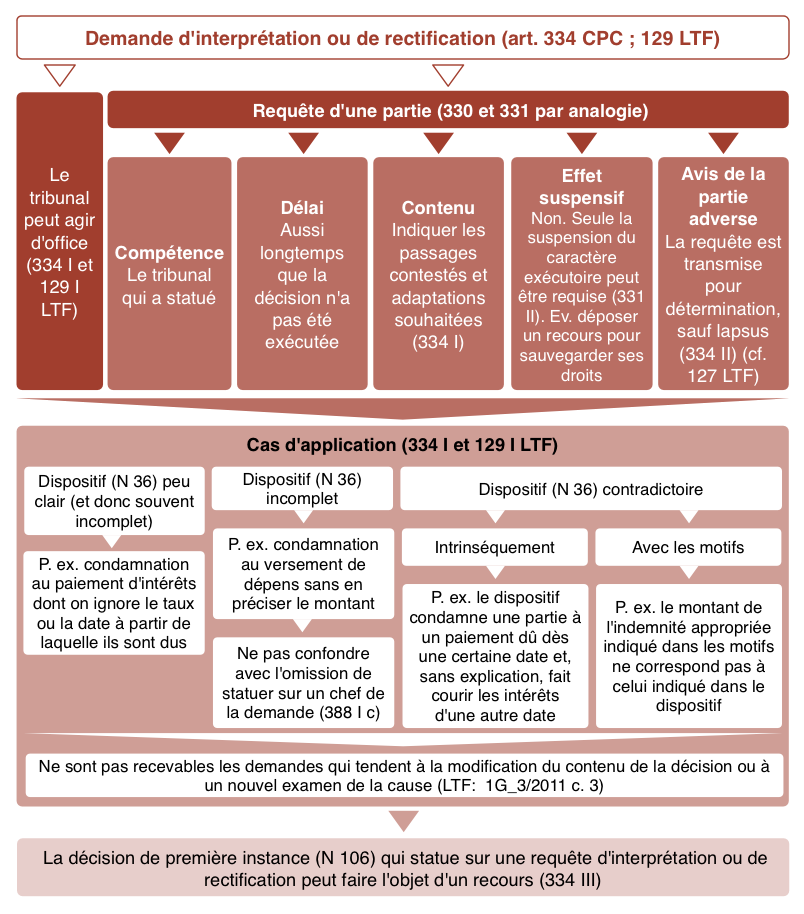 Demande d'interprétation ou de rectification (art. 334 CPC ; 129 LTF)
Le
tribunal
peut agir
d'office
(334 I et
129 I
LTF)
Requête d'une partie (330 et 331 par analogie)
Compétence
Le tribunal
qui a statué
Délai
Aussi
longtemps
que la
décision n'a
pas été
exécutée
Contenu
Indiquer les
passages
contestés et
adaptations
souhaitées
(334 I)
Effet
suspensif
Non. Seule la
suspension du
caractère
exécutoire peut
être requise (331
II). Ev. déposer
un recours pour
sauvegarder ses
droits
Avis de la
partie
adverse
La requête est
transmise
pour
détermination,
sauf lapsus
(334 II) (cf.
127 LTF)
Cas d'application (334 I et 129 I LTF)
Dispositif (N 36) peu
clair (et donc souvent
incomplet)
P. ex. condamnation
au paiement d'intérêts
dont on ignore le taux
ou la date à partir de
laquelle ils sont dus
Dispositif (N 36)
incomplet
P. ex. condamnation
au versement de
dépens sans en
préciser le montant
Ne pas confondre
avec l'omission de
statuer sur un chef de
la demande (388 I c)
Dispositif (N 36) contradictoire
Intrinséquement
P. ex. le dispositif
condamne une partie à
un paiement dû dès
une certaine date et,
sans explication, fait
courir les intérêts
d'une autre date
Avec les motifs
P. ex. le montant de
l'indemnité appropriée
indiqué dans les motifs
ne correspond pas à
celui indiqué dans le
dispositif
Ne sont pas recevables les demandes qui tendent à la modification du contenu de la décision ou à
un nouvel examen de la cause (LTF:  1G_3/2011 c. 3)
La décision de première instance (N 106) qui statue sur une requête d'interprétation ou de
rectification peut faire l'objet d'un recours (334 III)